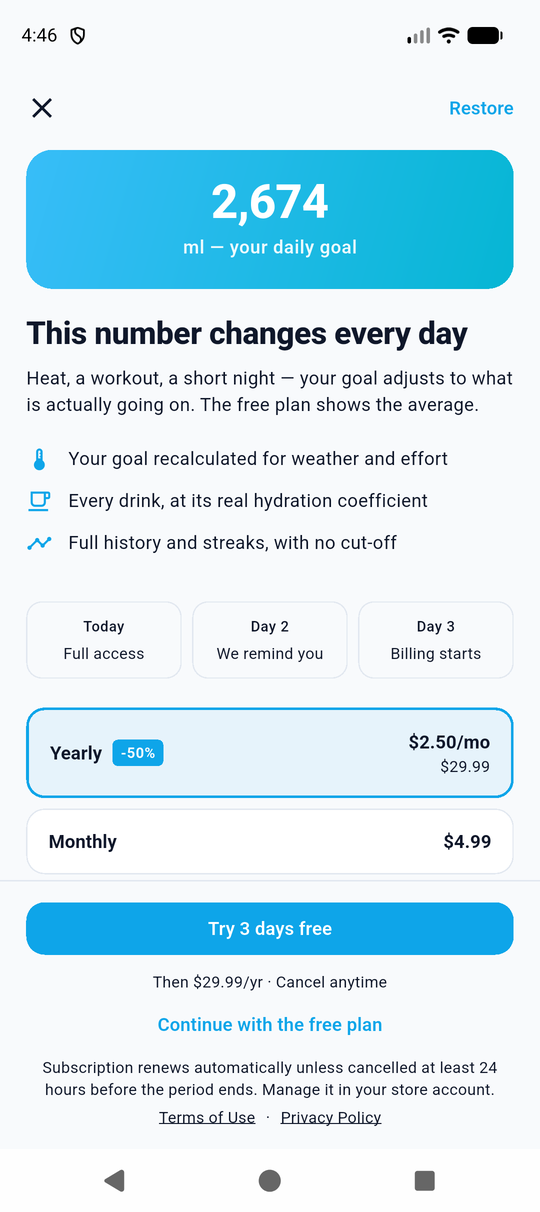 4:46
Restore
2,674
ml — your daily goal
This number changes every day
Heat, a workout, a short night — your goal adjusts to what
is actually going on. The free plan shows the average.
Your goal recalculated for weather and effort
Every drink, at its real hydration coefficient
Full history and streaks, with no cut-off
Today
Full access
Day 2
We remind you
Day 3
Billing starts
Yearly
-50%
$2.50/mo
$29.99
Monthly
$4.99
Try 3 days free
Then $29.99/yr · Cancel anytime
Continue with the free plan
Subscription renews automatically unless cancelled at least 24
hours before the period ends. Manage it in your store account.
Terms of Use · Privacy Policy